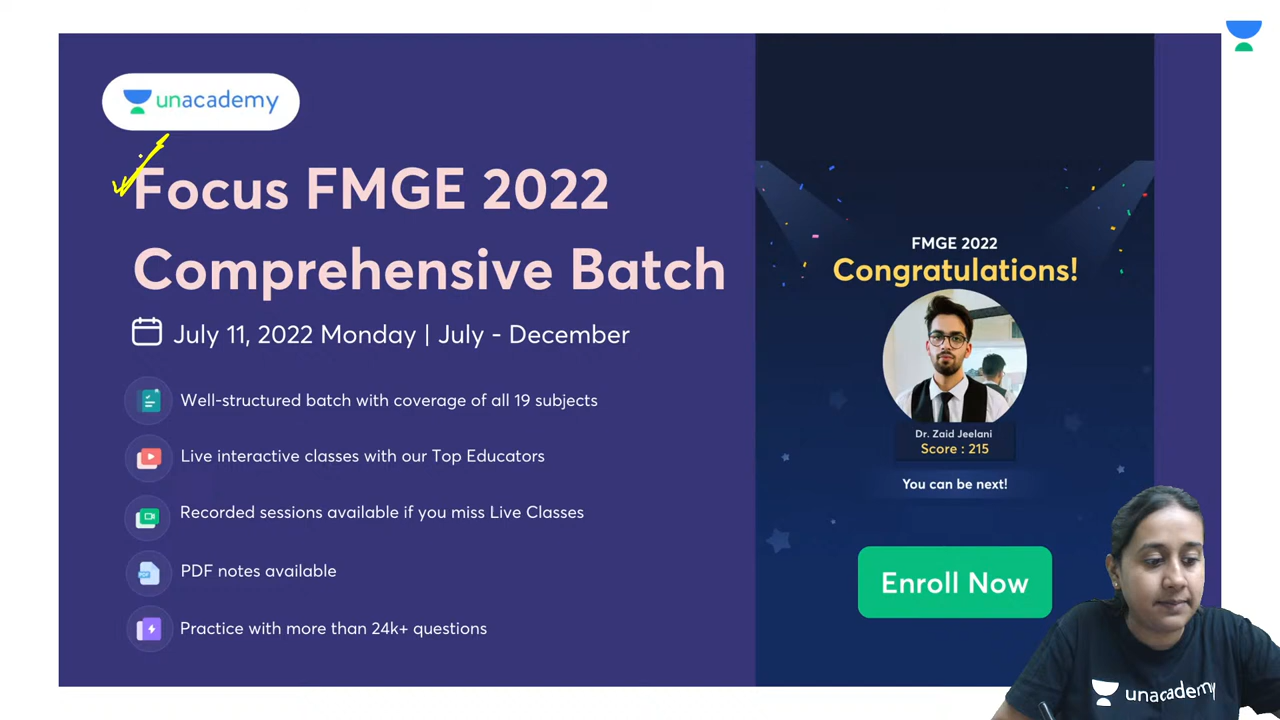 unacademy
Focus FMGE 2022
Comprehensive Batch
July 11, 2022 Monday | July - December
Well-structured batch with coverage of all 19 subjects
Live interactive classes with our Top Educators
Recorded sessions available if you miss Live Classes
PDF notes available
Practice with more than 24k+ questions
FMGE 2022
Congratulations!
Dr. Zaid Jeelani
Score : 215
You can be next!
Enroll Now
unacademy